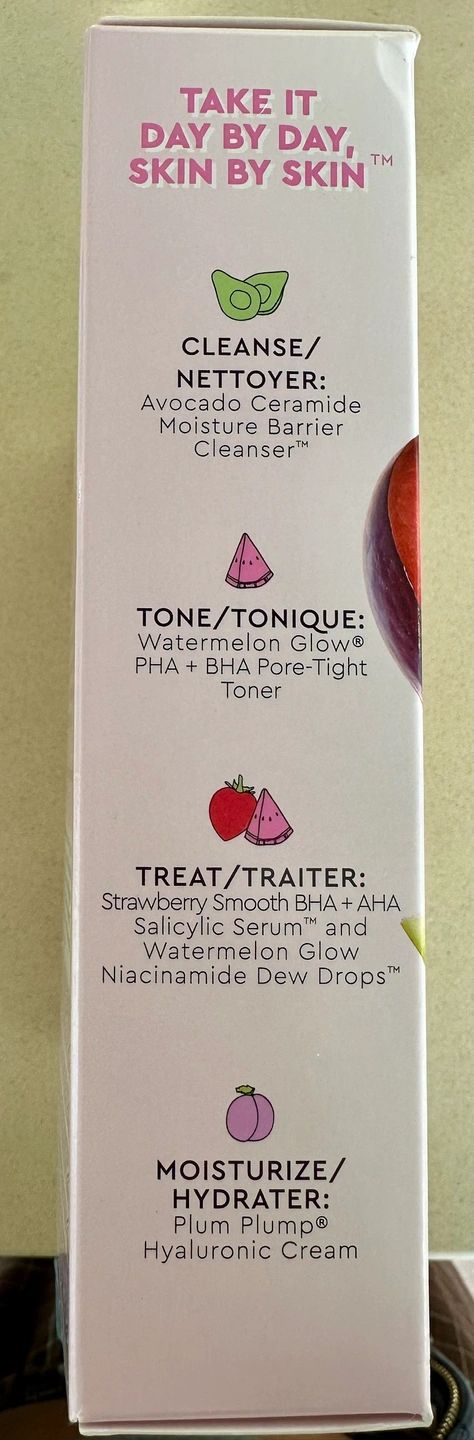 TAKE IT
DAY BY DAY,
SKIN BY SKIN™
CLEANSE/
NETTOYER:
Avocado Ceramide
Moisture Barrier
Cleanser™
TONE/TONIQUE:
Watermelon Glow®
PHA + BHA Pore-Tight
Toner
TREAT/TRAITER:
Strawberry Smooth BHA + AHA
Salicylic Serum™ and
Watermelon Glow
Niacinamide Dew Drops™
MOISTURIZE/
HYDRATER:
Plum Plump®
Hyaluronic Cream